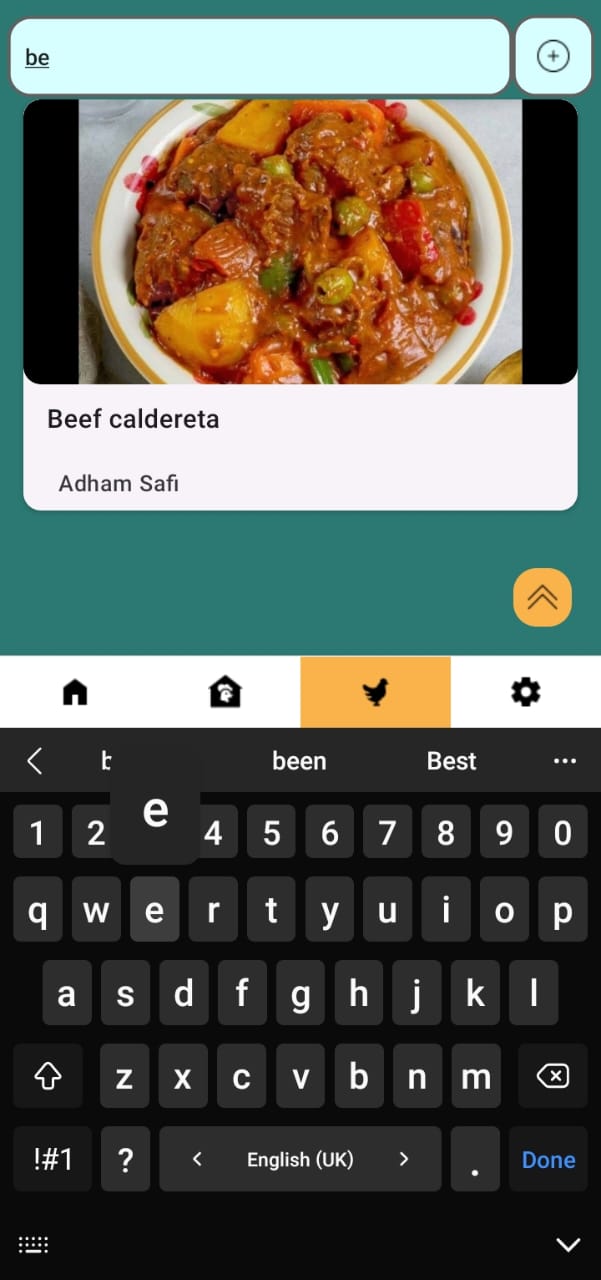 be
Beef caldereta
Adham Safi
been Best ...
e
1 2 4 5 6 7 8 9 0
q w e r t y u i o p
a s d f g h j k l
z x c v b n m
!#1 ? < English (UK) > . Done